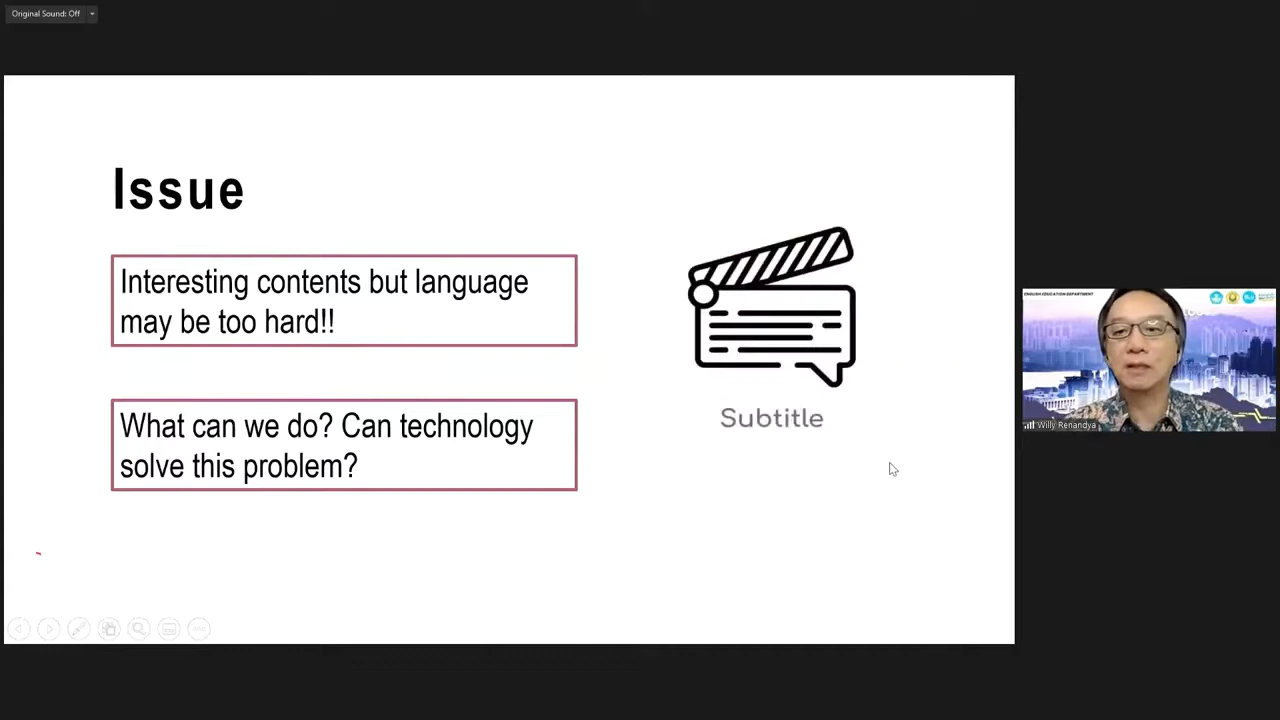 Original Sound: Off
Issue
Interesting contents but language
may be too hard!!
What can we do? Can technology
solve this problem?
Subtitle
ENGLISH EDUCATION DEPARTMENT
Willy Renandya